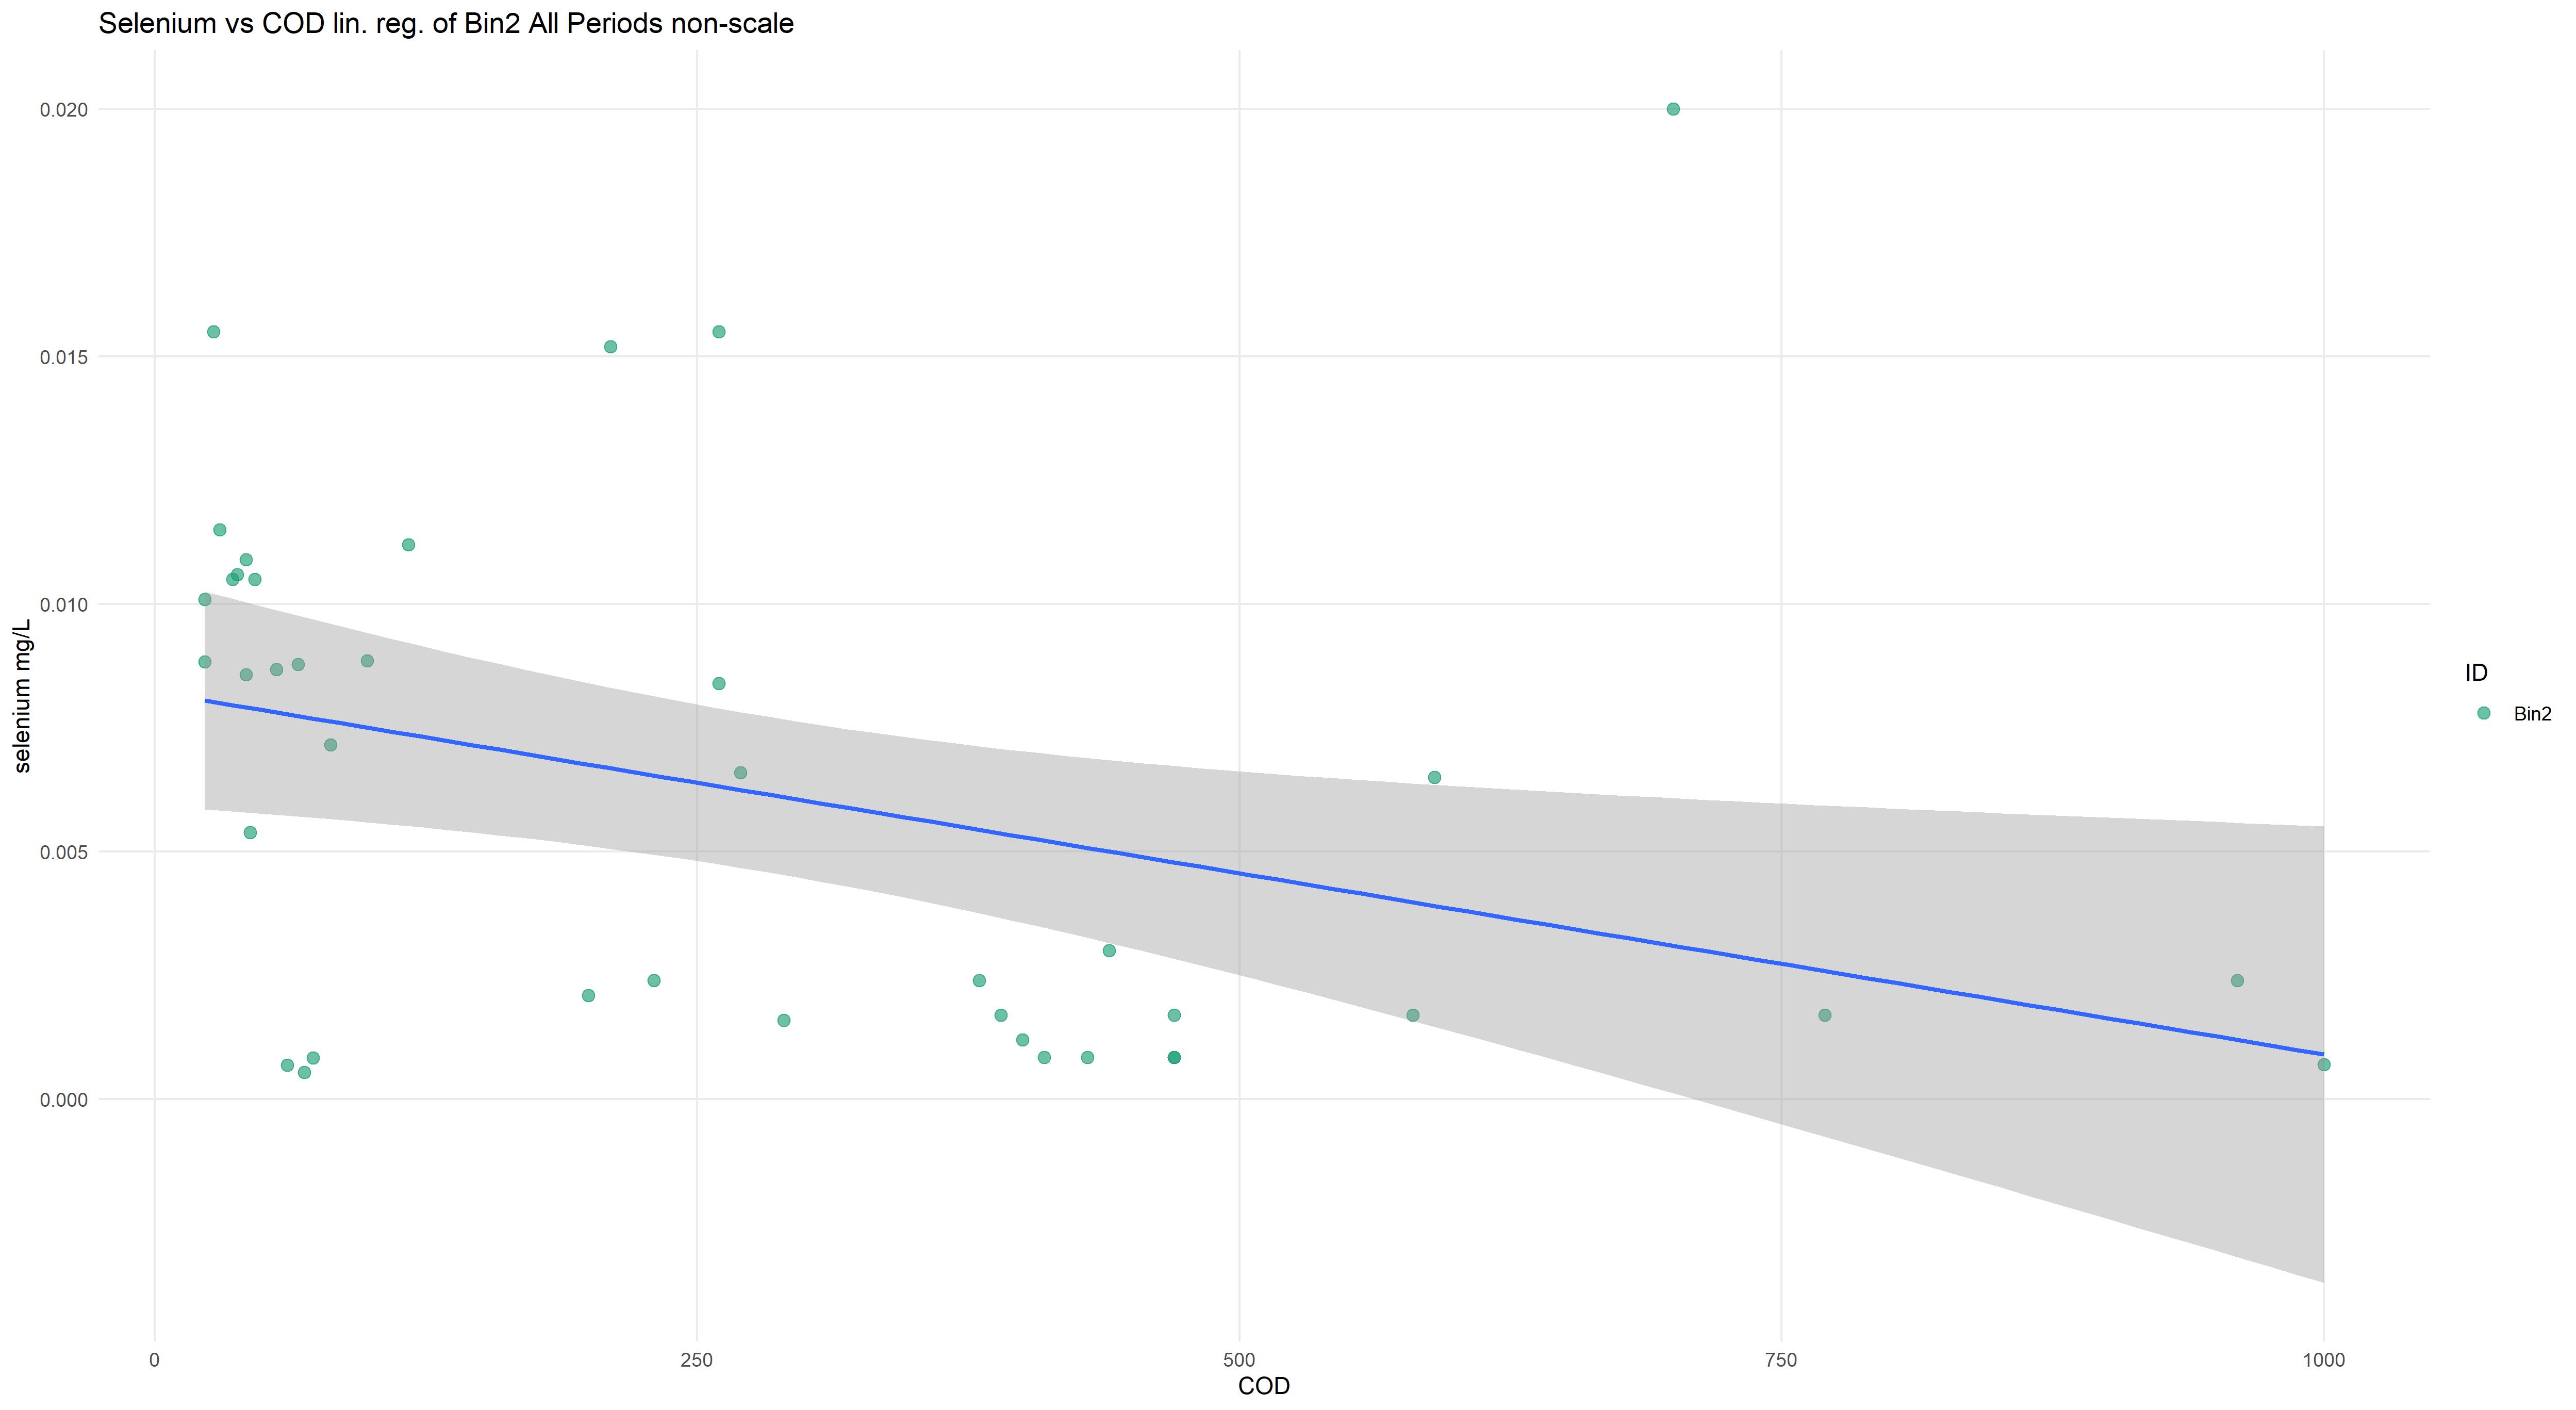 Selenium vs COD lin. reg. of Bin2 All Periods non-scale
0.020
0.015
0.010
0.005
0.000
selenium mg/L
0 250 500 750 1000
COD
ID
Bin2